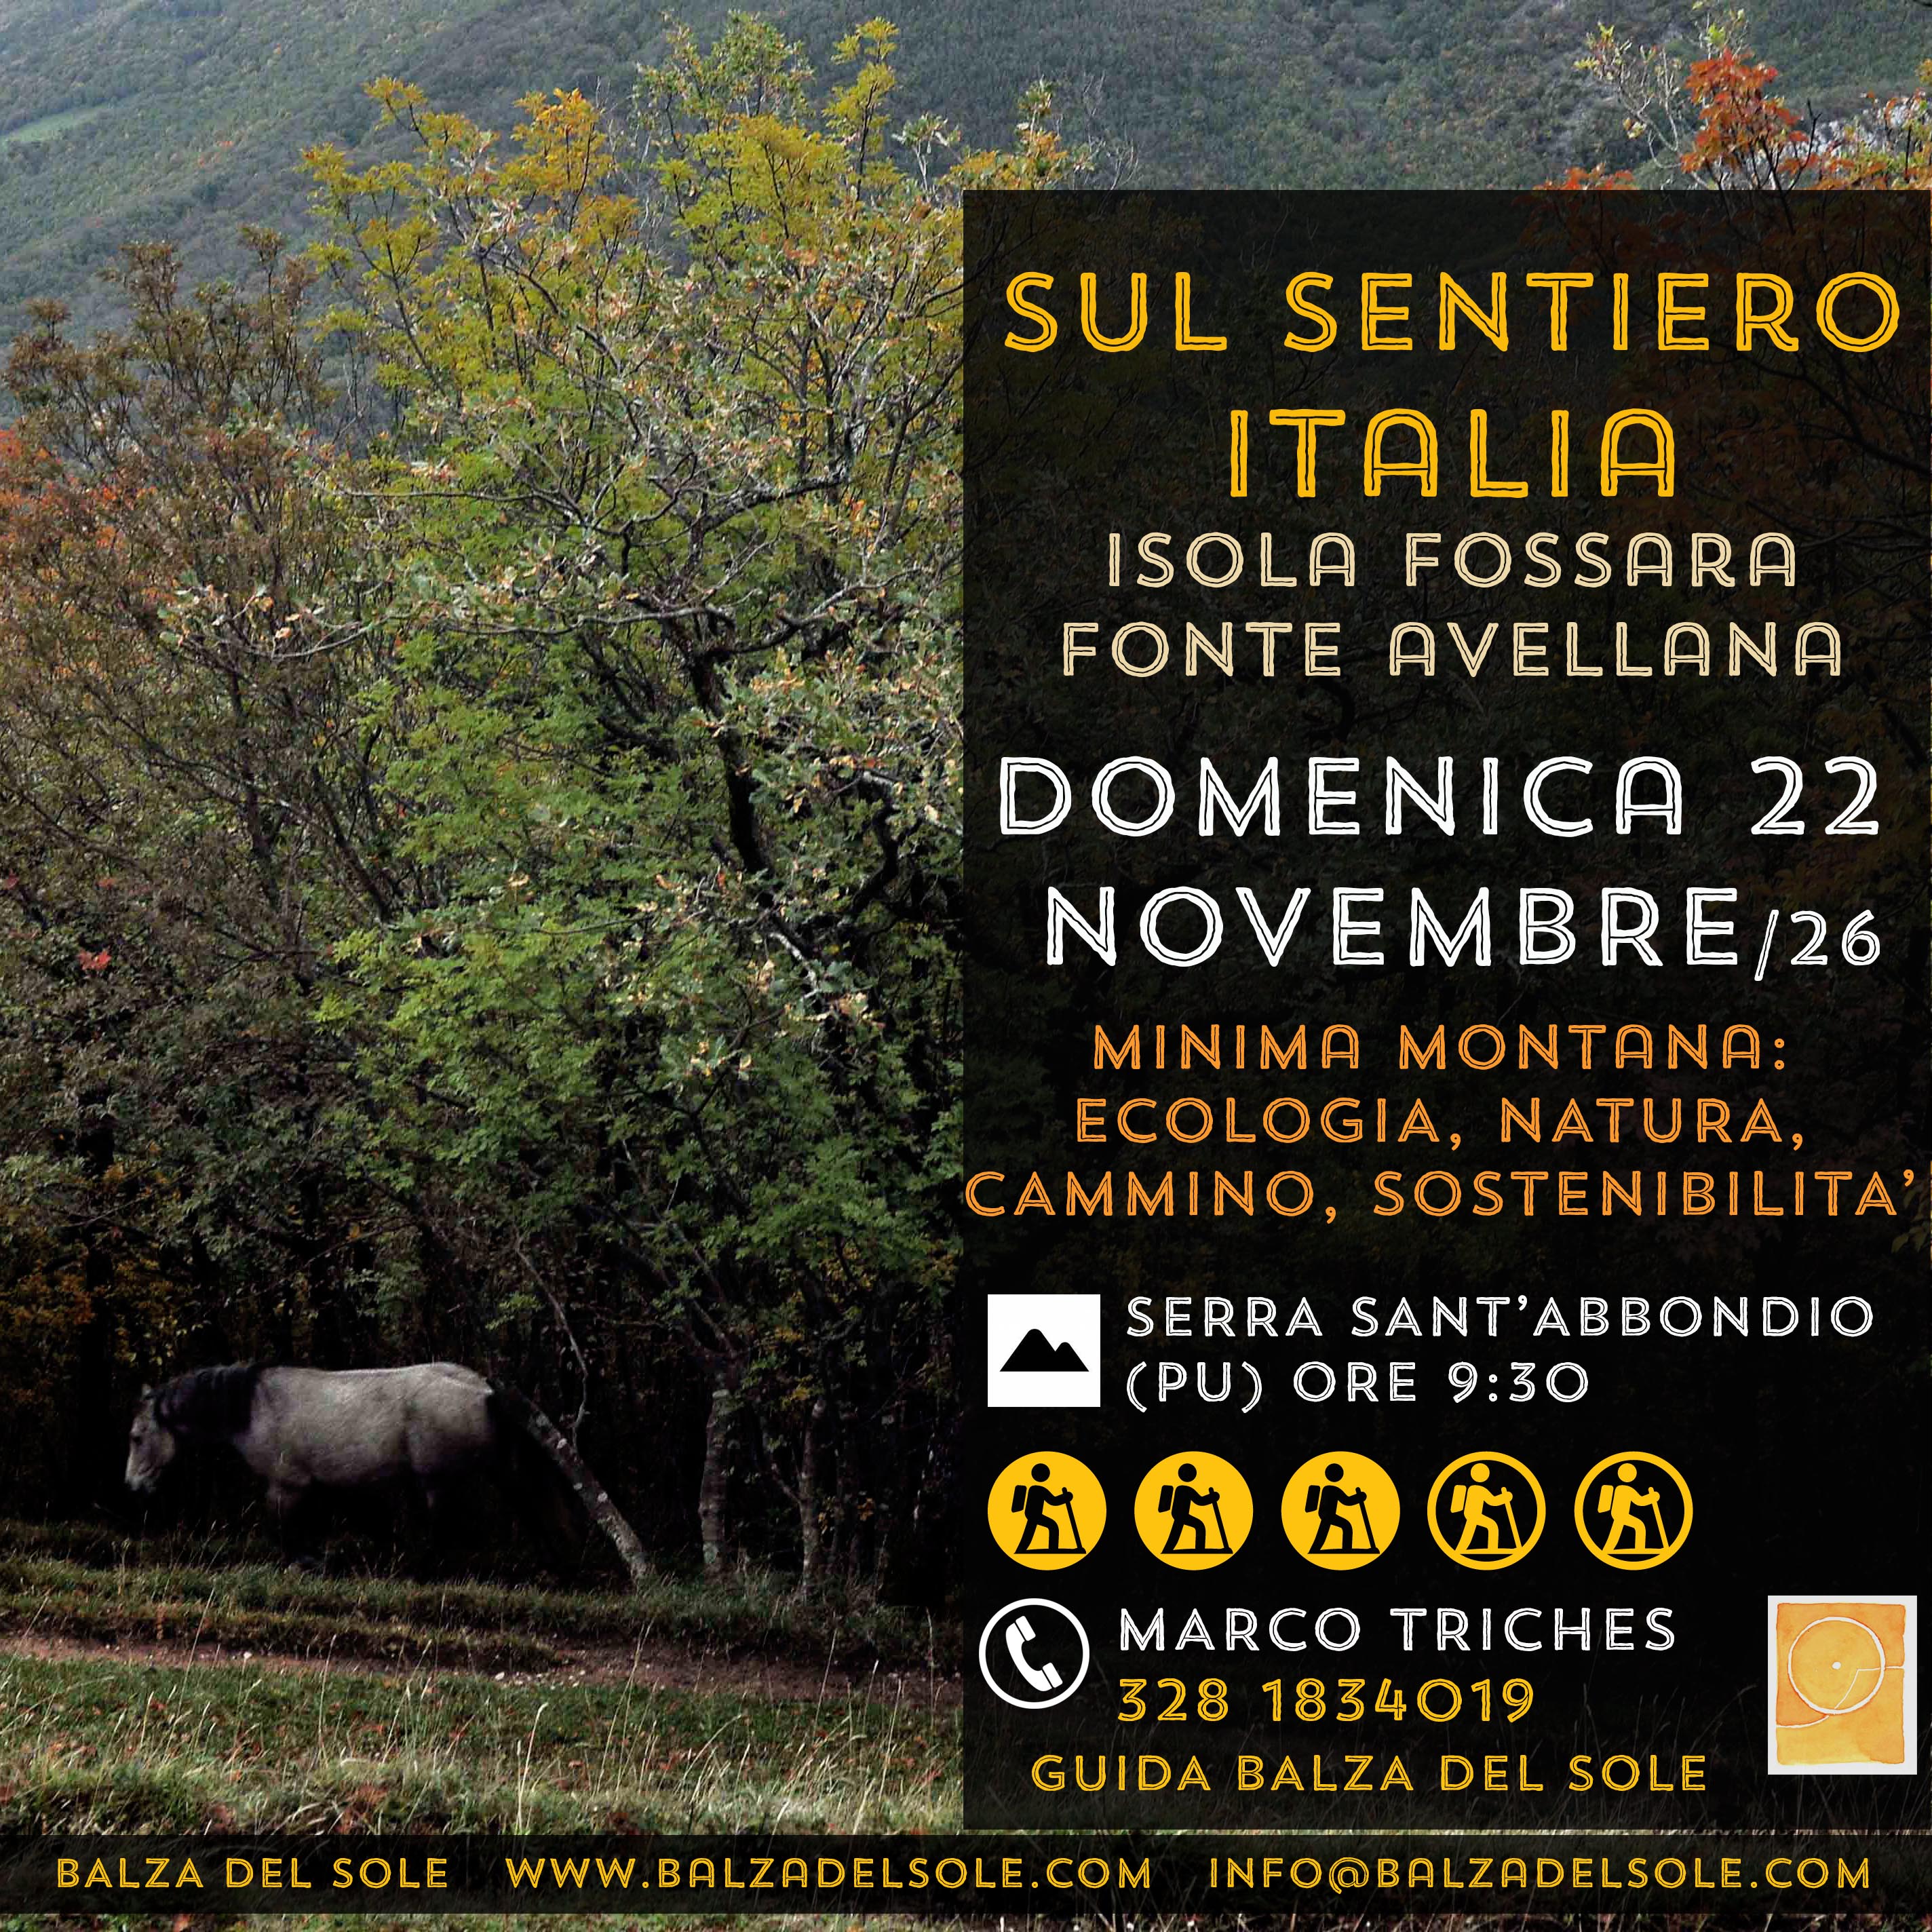 SUL SENTIERO
ITALIA
ISOLA FOSSARA
FONTE AVELLANA
DOMENICA 22
NOVEMBRE/26
MINIMA MONTANA:
ECOLOGIA, NATURA,
CAMMINO, SOSTENIBILITA'
SERRA SANT'ABBONDIO
(PU) ORE 9:30
MARCO TRICHES
328 1834019
GUIDA BALZA DEL SOLE
BALZA DEL SOLE WWW.BALZADELSOLE.COM INFO@BALZADELSOLE.COM